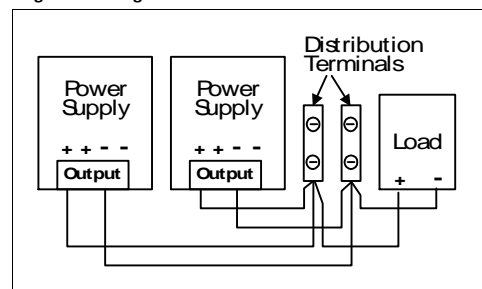 Distribution
Terminals
Power
Supply
+ + - -
Output
Power
Supply
+ + - -
Output
Load
+ -